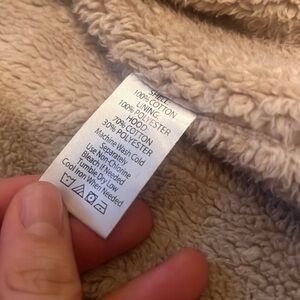 SHELL
100% COTTON
LINING:
100% POLYESTER
HOOD:
70% COTTON
30% POLYESTER
Machine Wash Cold
Separately
Use Non-Chlorine
Bleach if Needed
Tumble Dry Low
Cool Iron When Needed